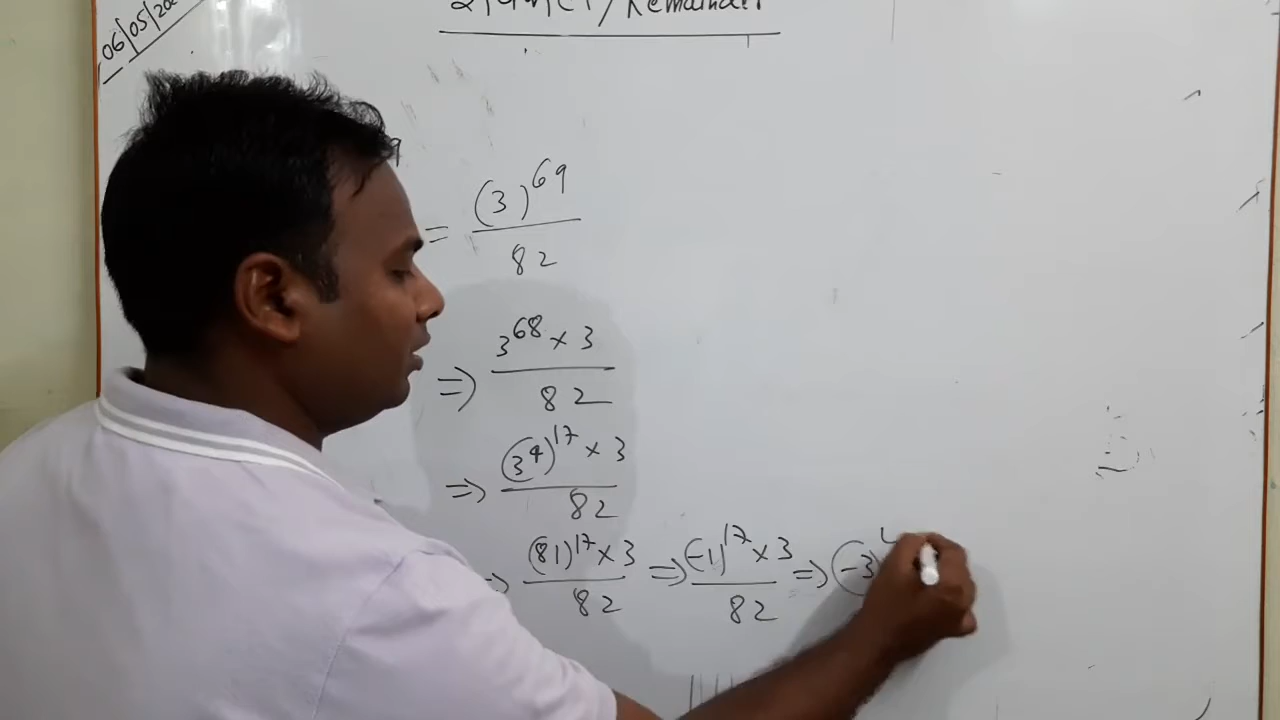 06/05/20
/Remainder
= (3)^69 / 82
=> 3^68 × 3 / 82
=> (3^4)^17 × 3 / 82
=> (81)^17 × 3 / 82 => (-1)^17 × 3 / 82 => (-3)